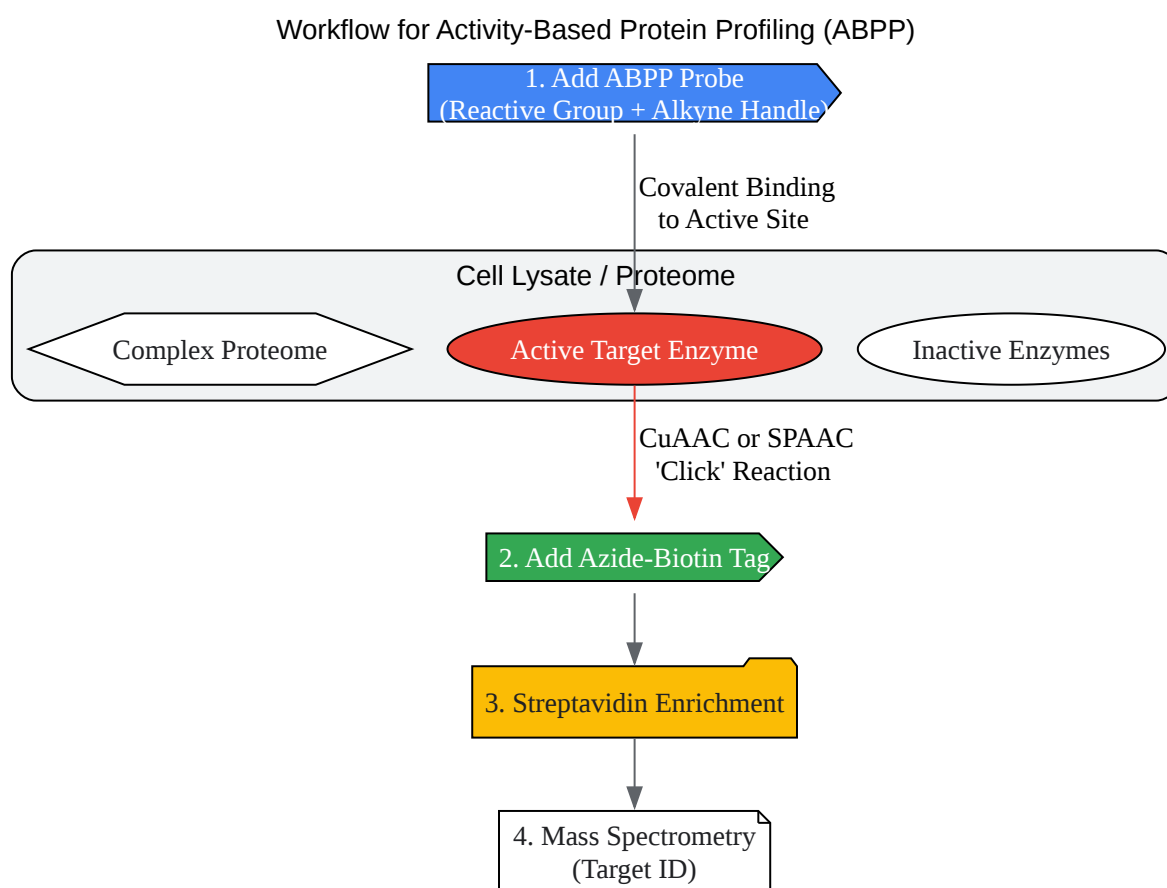 Workflow for Activity-Based Protein Profiling (ABPP)
1. Add ABPP Probe
(Reactive Group + Alkyne Handle)
Covalent Binding
to Active Site
Cell Lysate / Proteome
Complex Proteome
Active Target Enzyme
Inactive Enzymes
CuAAC or SPAAC
'Click' Reaction
2. Add Azide-Biotin Tag
3. Streptavidin Enrichment
4. Mass Spectrometry
(Target ID)